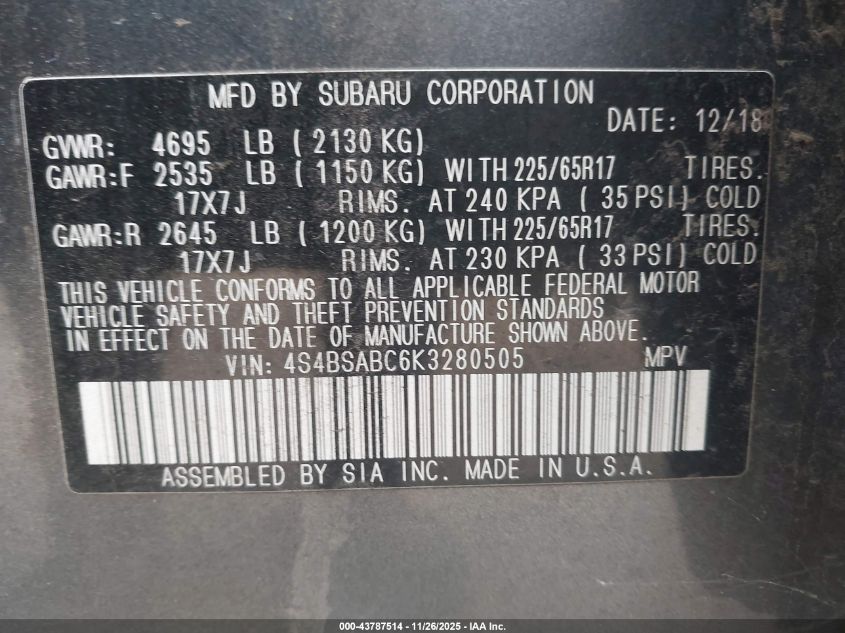 MFD BY SUBARU CORPORATION
DATE: 12/18
GVWR: 4695 LB ( 2130 KG)
GAWR:F 2535 LB ( 1150 KG) WITH 225/65R17 TIRES.
17X7J RIMS. AT 240 KPA ( 35 PSI) COLD
GAWR:R 2645 LB ( 1200 KG) WITH 225/65R17 TIRES.
17X7J RIMS. AT 230 KPA ( 33 PSI) COLD
THIS VEHICLE CONFORMS TO ALL APPLICABLE FEDERAL MOTOR
VEHICLE SAFETY AND THEFT PREVENTION STANDARDS
IN EFFECT ON THE DATE OF MANUFACTURE SHOWN ABOVE.
VIN: 4S4BSABC6K3280505 MPV
ASSEMBLED BY SIA INC. MADE IN U.S.A.
000-43787514 - 11/26/2025 - IAA Inc.